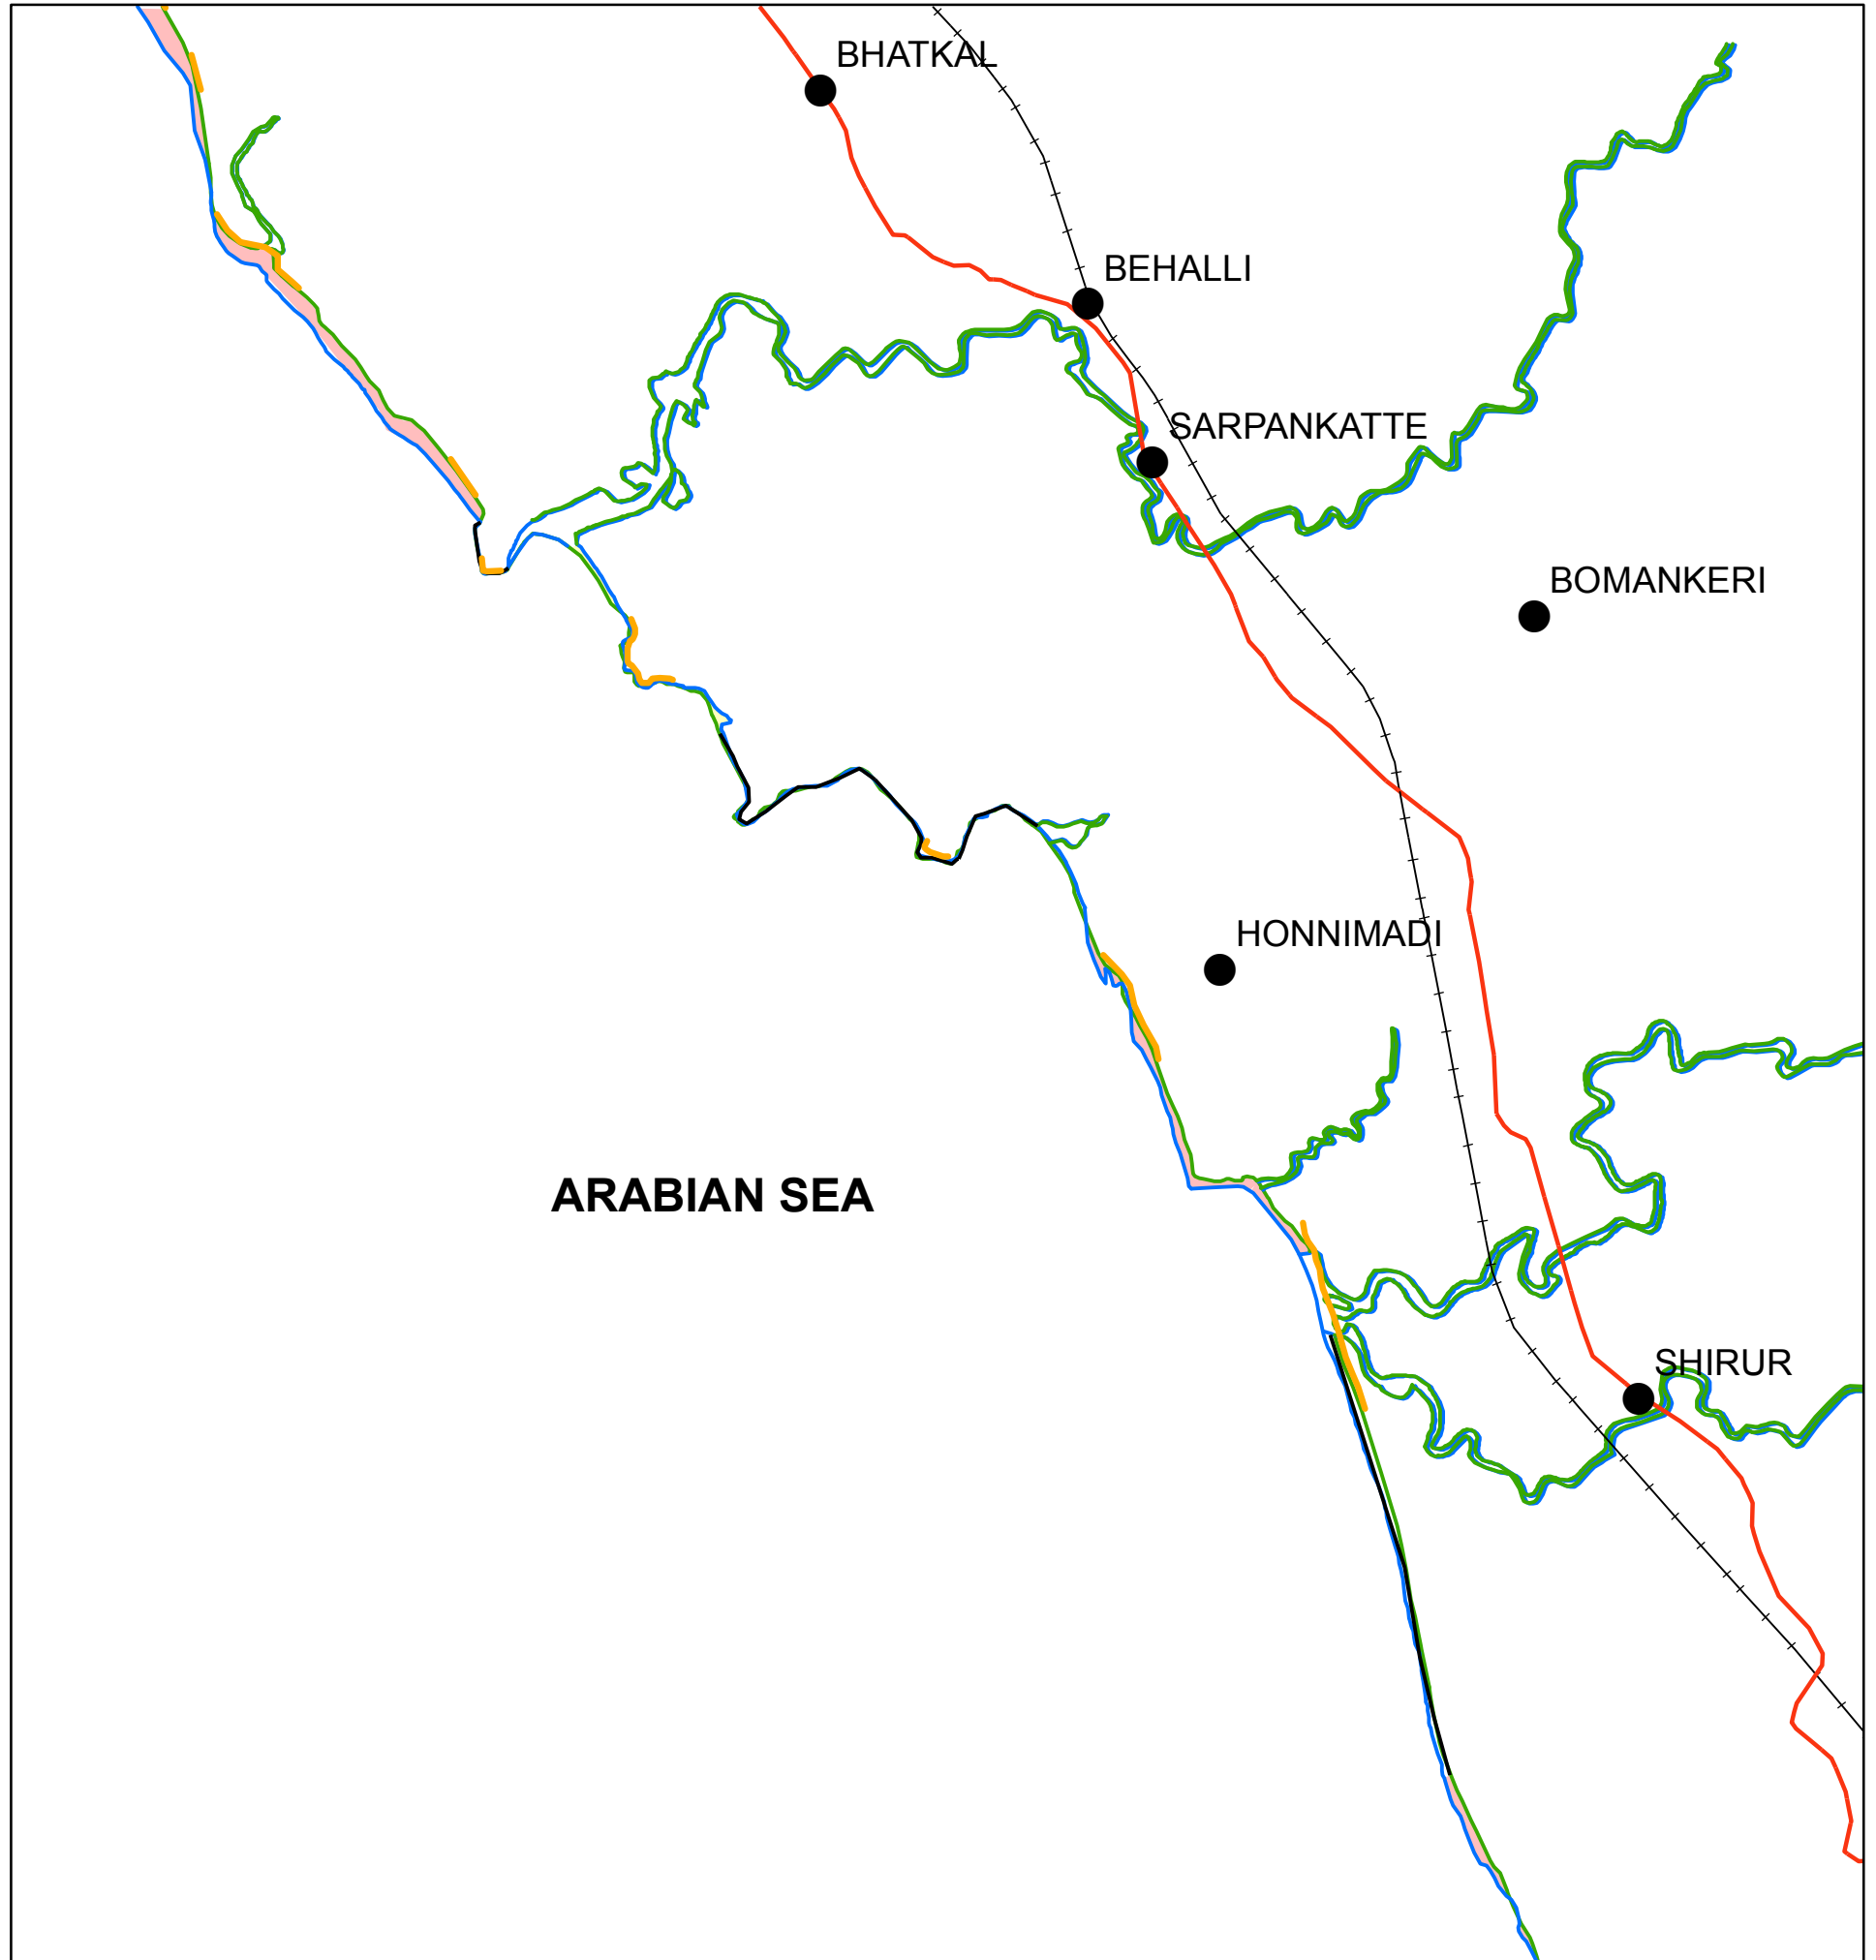 BHATKAL
BEHALLI
SARPANKATTE
BOMANKERI
HONNIMADI
ARABIAN SEA
SHIRUR